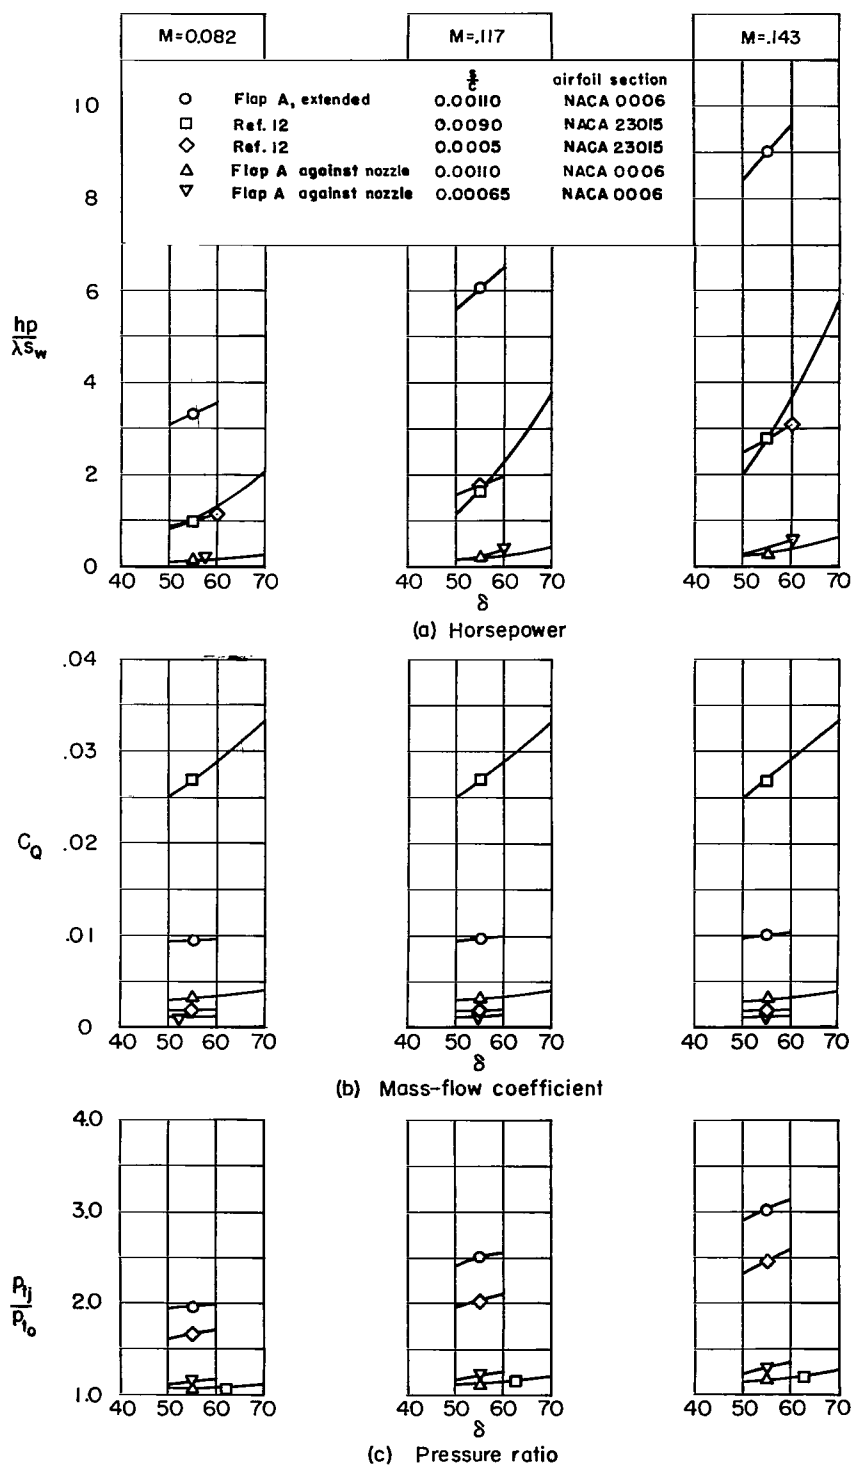 M=0.082 M=.117 M=.143
s/c airfoil section
Flap A, extended 0.00110 NACA 0006
Ref. 12 0.0090 NACA 23015
Ref. 12 0.0005 NACA 23015
Flap A against nozzle 0.00110 NACA 0006
Flap A against nozzle 0.00065 NACA 0006
10
8
6
hp/λSw
4
2
0
40 50 60 70 40 50 60 70 40 50 60 70
δ
(a) Horsepower
.04
.03
CQ
.02
.01
0
40 50 60 70 40 50 60 70 40 50 60 70
δ
(b) Mass-flow coefficient
4.0
3.0
ptj/pto
2.0
1.0
40 50 60 70 40 50 60 70 40 50 60 70
δ
(c) Pressure ratio